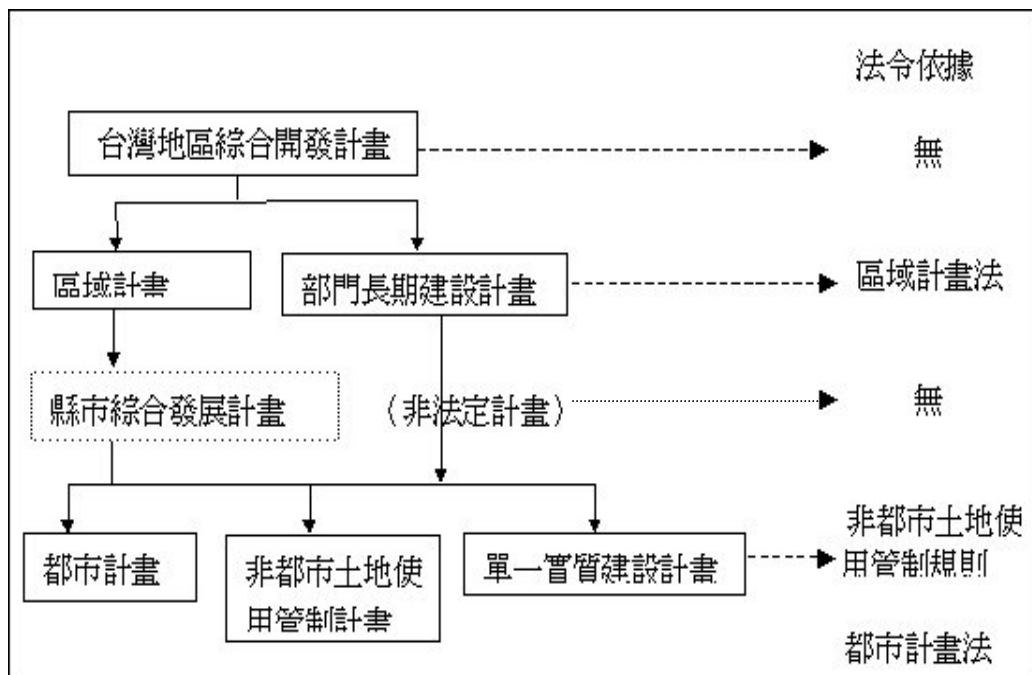 法令依據
台灣地區綜合開發計畫
無
區域計畫
部門長期建設計畫
區域計畫法
縣市綜合發展計畫
(非法定計畫)
無
都市計畫
非都市土地使
用管制計畫
單一實質建設計畫
非都市土地使
用管制規則
都市計畫法